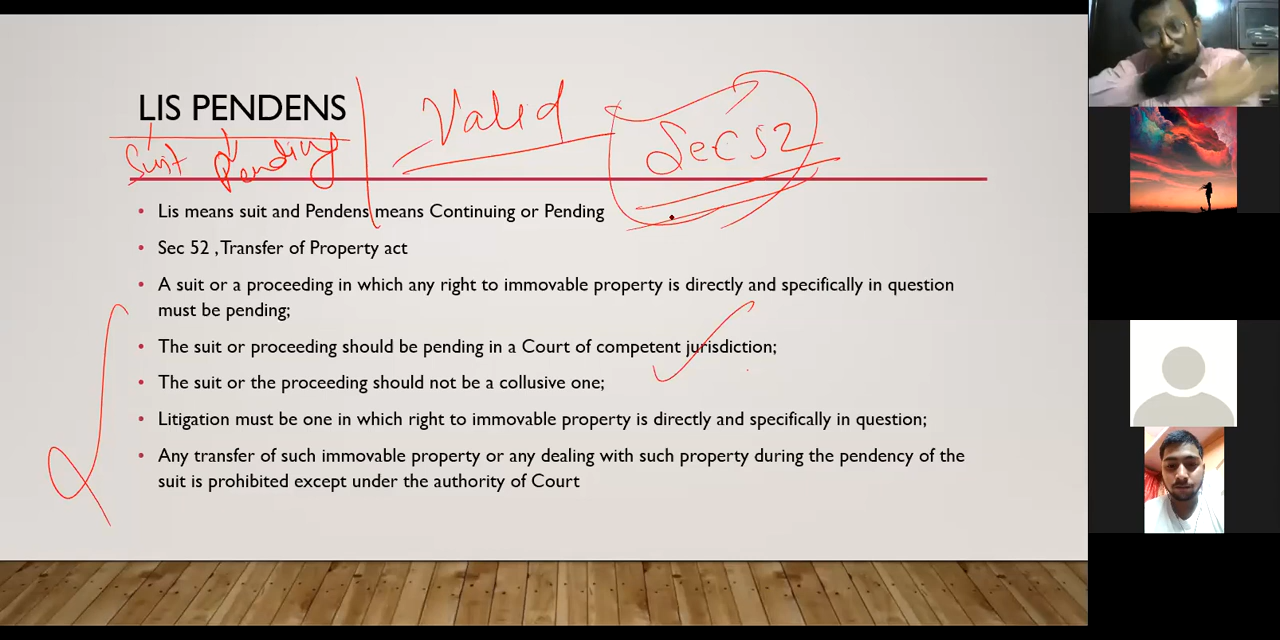 LIS PENDENS
Valid
Sec 52
Suit Pending
• Lis means suit and Pendens means Continuing or Pending
• Sec 52 ,Transfer of Property act
• A suit or a proceeding in which any right to immovable property is directly and specifically in question
must be pending;
• The suit or proceeding should be pending in a Court of competent jurisdiction;
• The suit or the proceeding should not be a collusive one;
• Litigation must be one in which right to immovable property is directly and specifically in question;
• Any transfer of such immovable property or any dealing with such property during the pendency of the
suit is prohibited except under the authority of Court